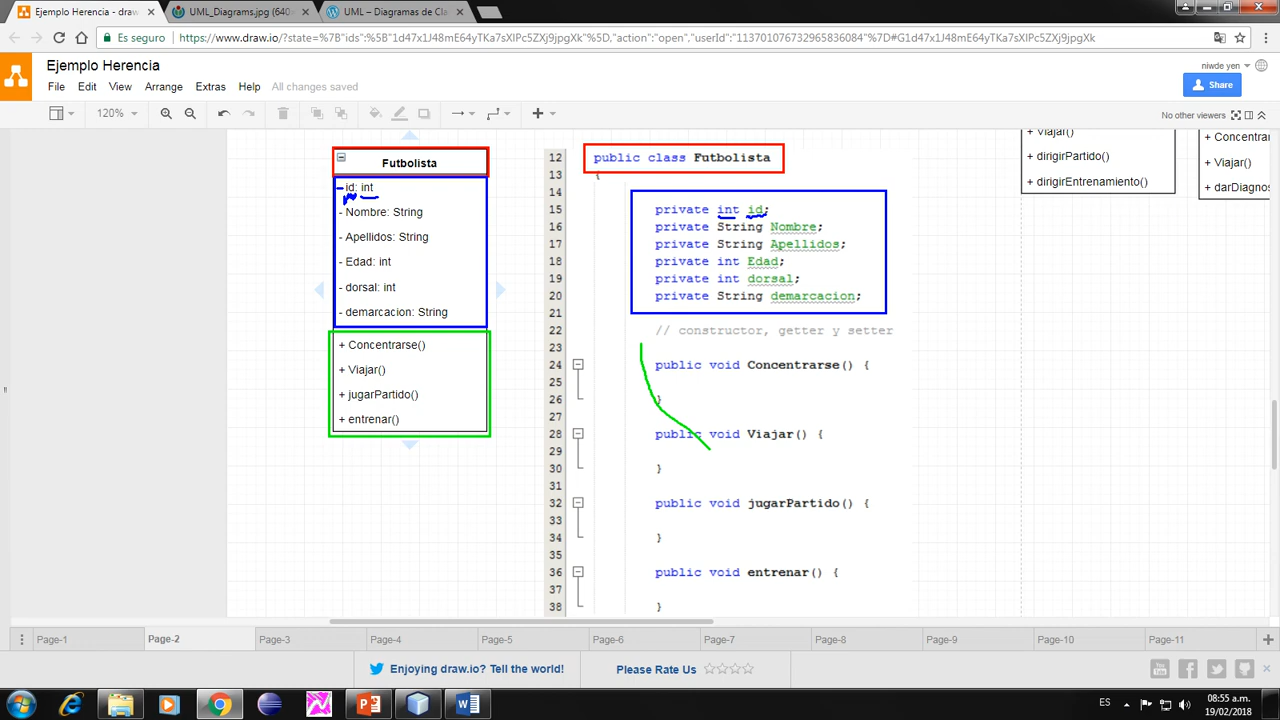 Ejemplo Herencia - draw
UML_Diagrams.jpg (640×
UML – Diagramas de Cla
Es seguro
https://www.draw.io/?state=%7B"ids":%5B"1d47x1J48mE64yTKa7sXlPc5ZXj9jpgXk"%5D,"action":"open","userId":"113701076732965836084"%7D#G1d47x1J48mE64yTKa7sXlPc5ZXj9jpgXk
Ejemplo Herencia
niwde yen
File Edit View Arrange Extras Help All changes saved
Share
120%
No other viewers
Futbolista
- id: int
- Nombre: String
- Apellidos: String
- Edad: int
- dorsal: int
- demarcacion: String
+ Concentrarse()
+ Viajar()
+ jugarPartido()
+ entrenar()
12 public class Futbolista
13 {
14
15 private int id;
16 private String Nombre;
17 private String Apellidos;
18 private int Edad;
19 private int dorsal;
20 private String demarcacion;
21
22 // constructor, getter y setter
23
24 public void Concentrarse() {
25
26 }
27
28 public void Viajar() {
29
30 }
31
32 public void jugarPartido() {
33
34 }
35
36 public void entrenar() {
37
38 }
+ Viajar()
+ dirigirPartido()
+ dirigirEntrenamiento()
+ Concentrar
+ Viajar()
+ darDiagnos
Page-1 Page-2 Page-3 Page-4 Page-5 Page-6 Page-7 Page-8 Page-9 Page-10 Page-11
Enjoying draw.io? Tell the world!
Please Rate Us
ES
08:55 a.m.
19/02/2018